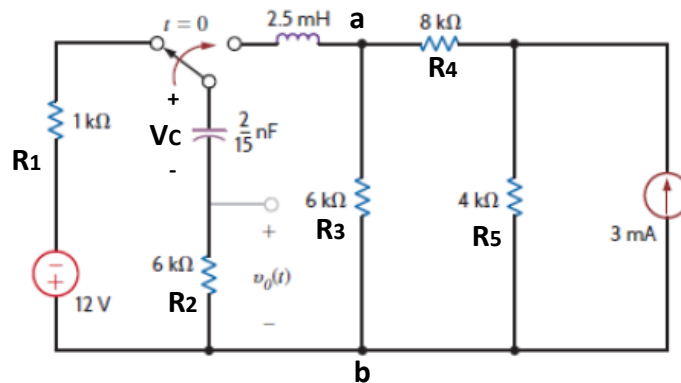 t = 0
2.5 mH
a
8 kΩ
R4
+
1 kΩ
VC
2/15 nF
R1
-
6 kΩ
R3
4 kΩ
R5
3 mA
+
6 kΩ
R2
v0(t)
-
+
12 V
−
b